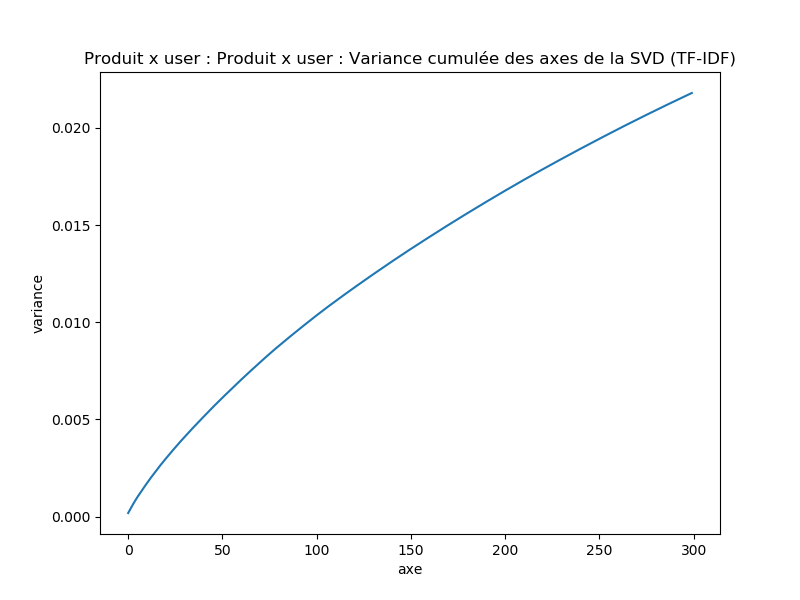 Produit x user : Produit x user : Variance cumulée des axes de la SVD (TF-IDF)
0.020
0.015
0.010
0.005
0.000
variance
0 50 100 150 200 250 300
axe